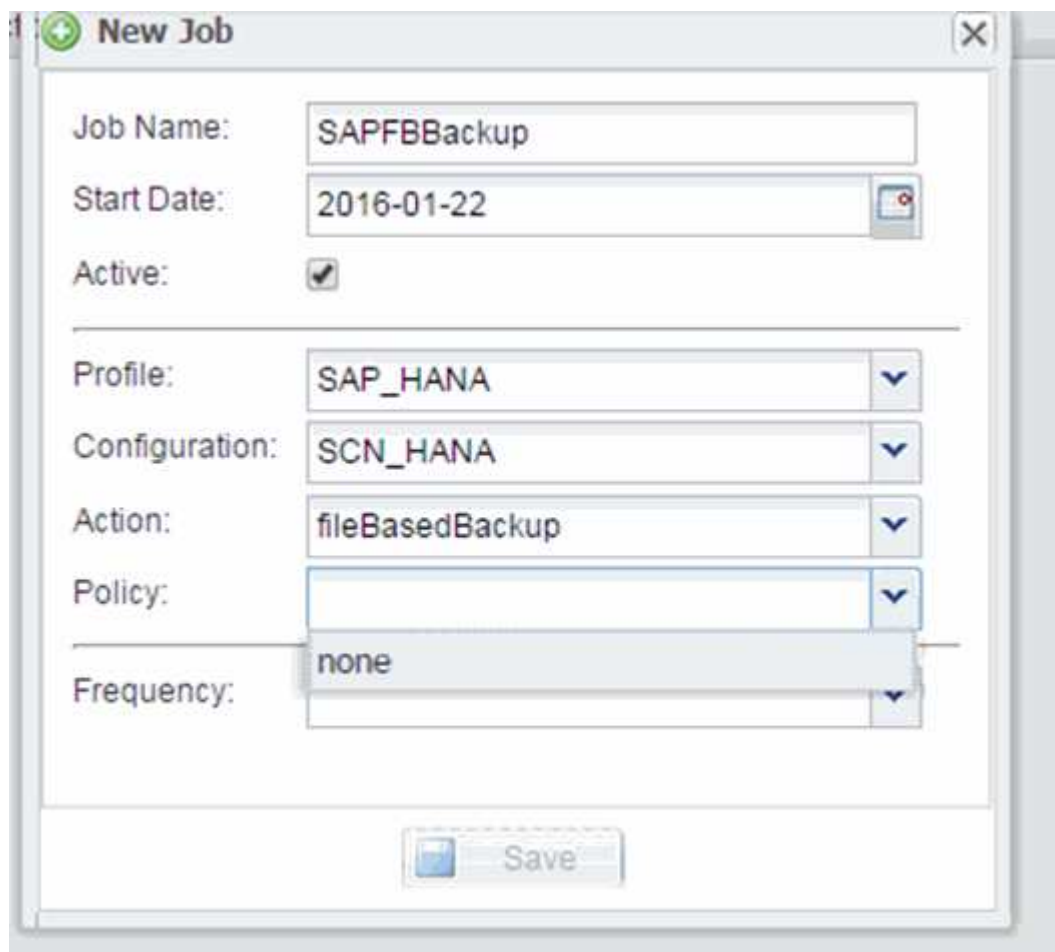 New Job
Job Name: SAPFBBackup
Start Date: 2016-01-22
Active:
Profile: SAP_HANA
Configuration: SCN_HANA
Action: fileBasedBackup
Policy:
none
Frequency:
Save